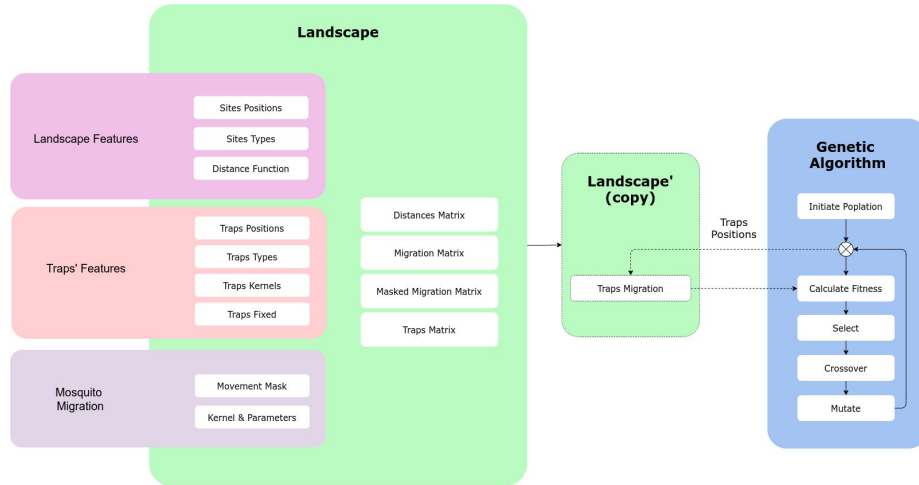 Landscape
Landscape Features
Sites Positions
Sites Types
Distance Function
Traps' Features
Traps Positions
Traps Types
Traps Kernels
Traps Fixed
Mosquito
Migration
Movement Mask
Kernel & Parameters
Distances Matrix
Migration Matrix
Masked Migration Matrix
Traps Matrix
Landscape'
(copy)
Traps Migration
Traps
Positions
Genetic
Algorithm
Initiate Poplation
Calculate Fitness
Select
Crossover
Mutate